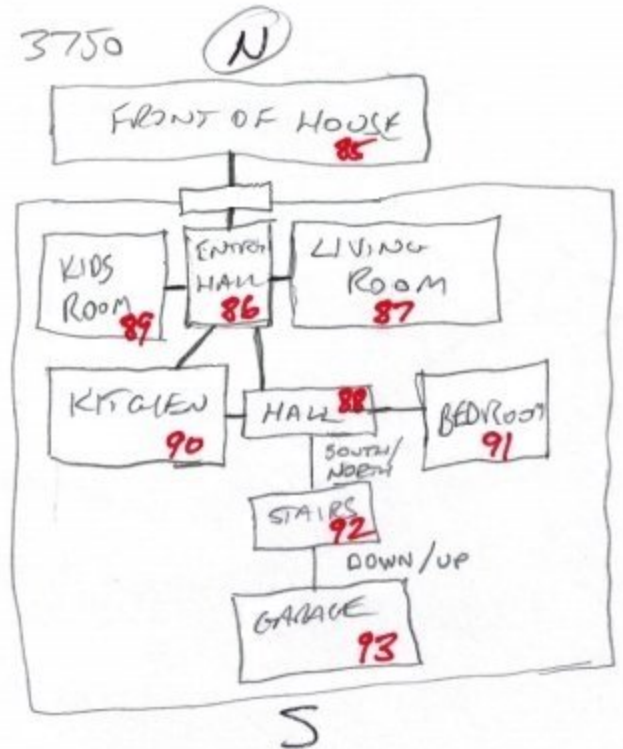 3750
N
FRONT OF HOUSE
85
KIDS
ROOM
89
ENTRY
HALL
86
LIVING
ROOM
87
KITCHEN
90
HALL 88
BEDROOM
91
SOUTH/
NORTH
STAIRS
92
DOWN/UP
GARAGE
93
S